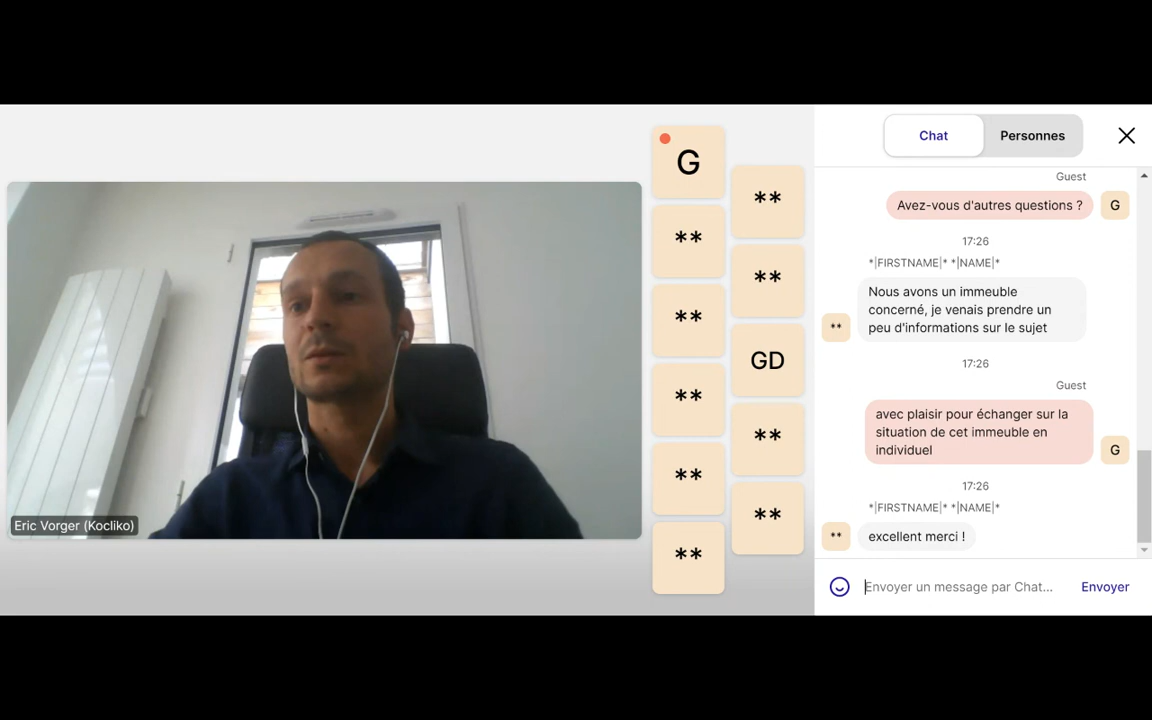 Eric Vorger (Kocliko)
G
**
**
**
**
**
**
**
GD
**
**
**
Chat
Personnes
Guest
Avez-vous d'autres questions ?
G
17:26
*|FIRSTNAME|* *|NAME|*
Nous avons un immeuble
concerné, je venais prendre un
peu d'informations sur le sujet
**
17:26
Guest
avec plaisir pour échanger sur la
situation de cet immeuble en
individuel
G
17:26
*|FIRSTNAME|* *|NAME|*
**
excellent merci !
Envoyer un message par Chat...
Envoyer